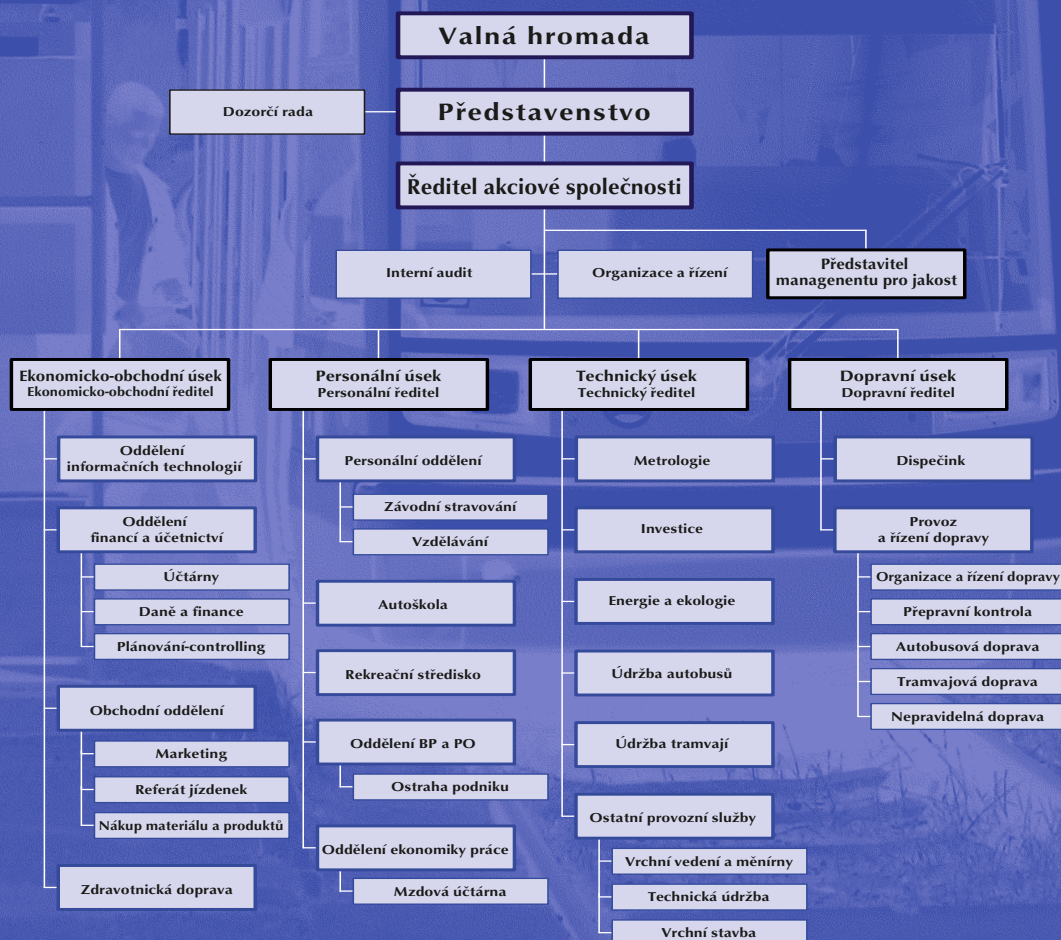 Valná hromada
Dozorčí rada
Představenstvo
Ředitel akciové společnosti
Interní audit
Organizace a řízení
Představitel
managenentu pro jakost
Ekonomicko-obchodní úsek
Ekonomicko-obchodní ředitel
Oddělení
informačních technologií
Oddělení
financí a účetnictví
Účtárny
Daně a finance
Plánování-controlling
Obchodní oddělení
Marketing
Referát jízdenek
Nákup materiálu a produktů
Zdravotnická doprava
Personální úsek
Personální ředitel
Personální oddělení
Závodní stravování
Vzdělávání
Autoškola
Rekreační středisko
Oddělení BP a PO
Ostraha podniku
Oddělení ekonomiky práce
Mzdová účtárna
Technický úsek
Technický ředitel
Metrologie
Investice
Energie a ekologie
Údržba autobusů
Údržba tramvají
Ostatní provozní služby
Vrchní vedení a měnírny
Technická údržba
Vrchní stavba
Dopravní úsek
Dopravní ředitel
Dispečink
Provoz
a řízení dopravy
Organizace a řízení dopravy
Přepravní kontrola
Autobusová doprava
Tramvajová doprava
Nepravidelná doprava